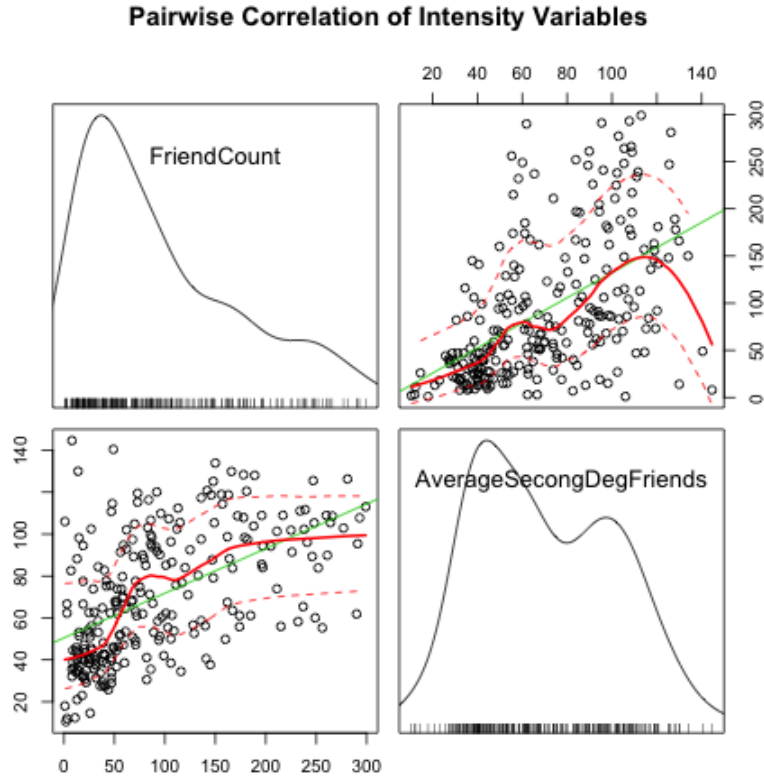 Pairwise Correlation of Intensity Variables
20 40 60 80 100 140
FriendCount
0 50 100 150 200 250 300
20 40 60 80 100 140
AverageSecongDegFriends
0 50 100 150 200 250 300